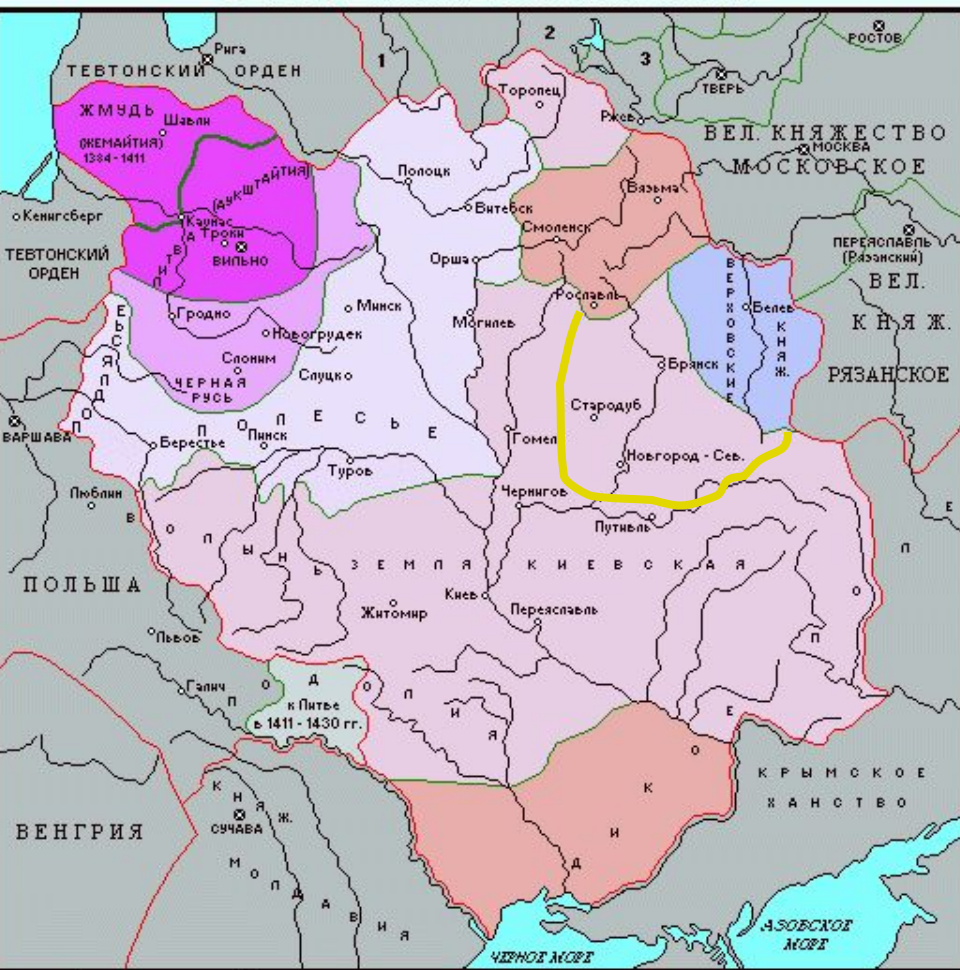 1
2
3
РОСТОВ
Рига
ТЕВТОНСКИЙ ОРДЕН
ТВЕРЬ
Торопец
Ржев
ЖМУДЬ
Шавли
(ЖЕМАЙТИЯ)
1384-1411
ВЕЛ. КНЯЖЕСТВО
МОСКВА
МОСКОВСКОЕ
Полоцк
(АУКШТАЙТИЯ)
Вязьма
Витебск
Кенигсберг
Каунас
Троки
ВИЛЬНО
ЛИТВА
Смоленск
Орша
ТЕВТОНСКИЙ
ОРДЕН
ПЕРЕЯСЛАВЛЬ
(Рязанский)
ВЕЛ.
КНЯЖ.
РЯЗАНСКОЕ
ВЕРХОВСКИЕ
КНЯЖ.
Белев
Рославль
Минск
Гродно
Могилев
Новогрудек
Слоним
Слуцко
ЧЕРНАЯ
РУСЬ
Брянск
Стародуб
ПОДЛЯСЬЕ
ПОЛЕСЬЕ
ВАРШАВА
Берестье
Пинск
Гомел
Туров
Новгород - Сев.
Люблин
Чернигов
Путивль
ВОЛЫНЬ
ЗЕМЛЯ КИЕВСКАЯ
ПОЛЬША
Киев
Житомир
Переяславль
Львов
Галич
ПОДОЛИЯ
к Литве
в 1411 - 1430 гг.
ДИКОЕ ПОЛЕ
КРЫМСКОЕ
ХАНСТВО
ВЕНГРИЯ
КНЯЖ.
СУЧАВА
МОЛДАВИЯ
АЗОВСКОЕ
МОРЕ
ЧЕРНОЕ МОРЕ